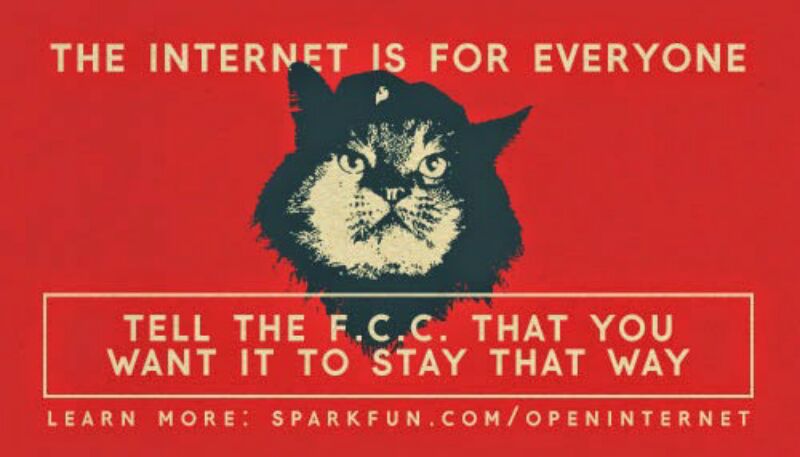 THE INTERNET IS FOR EVERYONE
TELL THE F.C.C. THAT YOU
WANT IT TO STAY THAT WAY
LEARN MORE: SPARKFUN.COM/OPENINTERNET